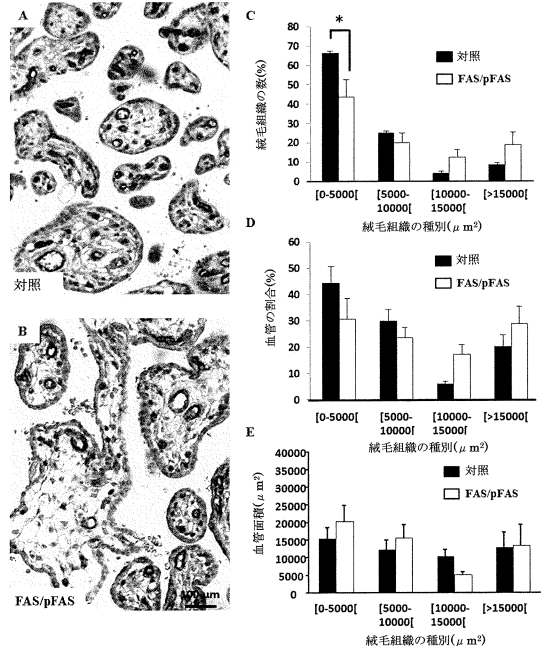 A
対照
B
FAS/pFAS
100 μm
C
絨毛組織の数(%)
80
70
60
50
40
30
20
10
0
*
対照
FAS/pFAS
[0-5000[
[5000-
10000[
[10000-
15000[
[>15000[
絨毛組織の種別(μ m²)
D
血管の割合(%)
60
50
40
30
20
10
0
対照
FAS/pFAS
[0-5000[
[5000-
10000[
[10000-
15000[
[>15000[
絨毛組織の種別(μ m²)
E
血管面積(μ m²)
40000
35000
30000
25000
20000
15000
10000
5000
0
対照
FAS/pFAS
[0-5000[
[5000-
10000[
[10000-
15000[
[>15000[
絨毛組織の種別(μ m²)